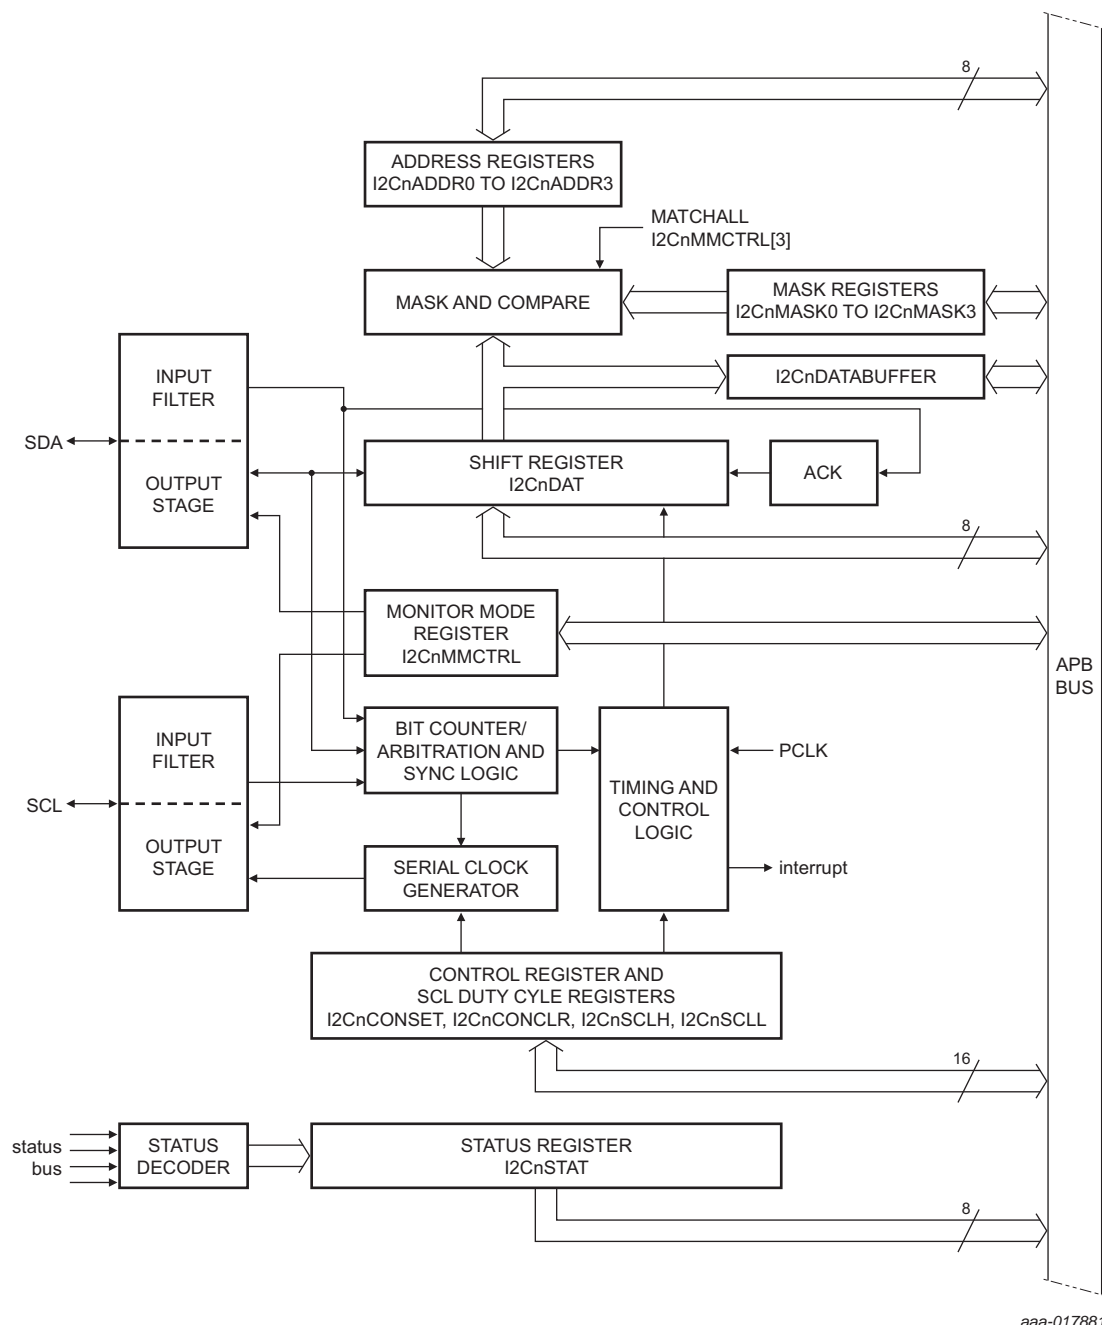 8
ADDRESS REGISTERS
I2CnADDR0 TO I2CnADDR3
MATCHALL
I2CnMMCTRL[3]
MASK AND COMPARE
MASK REGISTERS
I2CnMASK0 TO I2CnMASK3
INPUT
FILTER
I2CnDATABUFFER
SDA
OUTPUT
STAGE
SHIFT REGISTER
I2CnDAT
ACK
8
MONITOR MODE
REGISTER
I2CnMMCTRL
APB
BUS
INPUT
FILTER
BIT COUNTER/
ARBITRATION AND
SYNC LOGIC
PCLK
SCL
TIMING AND
CONTROL
LOGIC
OUTPUT
STAGE
SERIAL CLOCK
GENERATOR
interrupt
CONTROL REGISTER AND
SCL DUTY CYLE REGISTERS
I2CnCONSET, I2CnCONCLR, I2CnSCLH, I2CnSCLL
16
status
bus
STATUS
DECODER
STATUS REGISTER
I2CnSTAT
8
aaa-017881